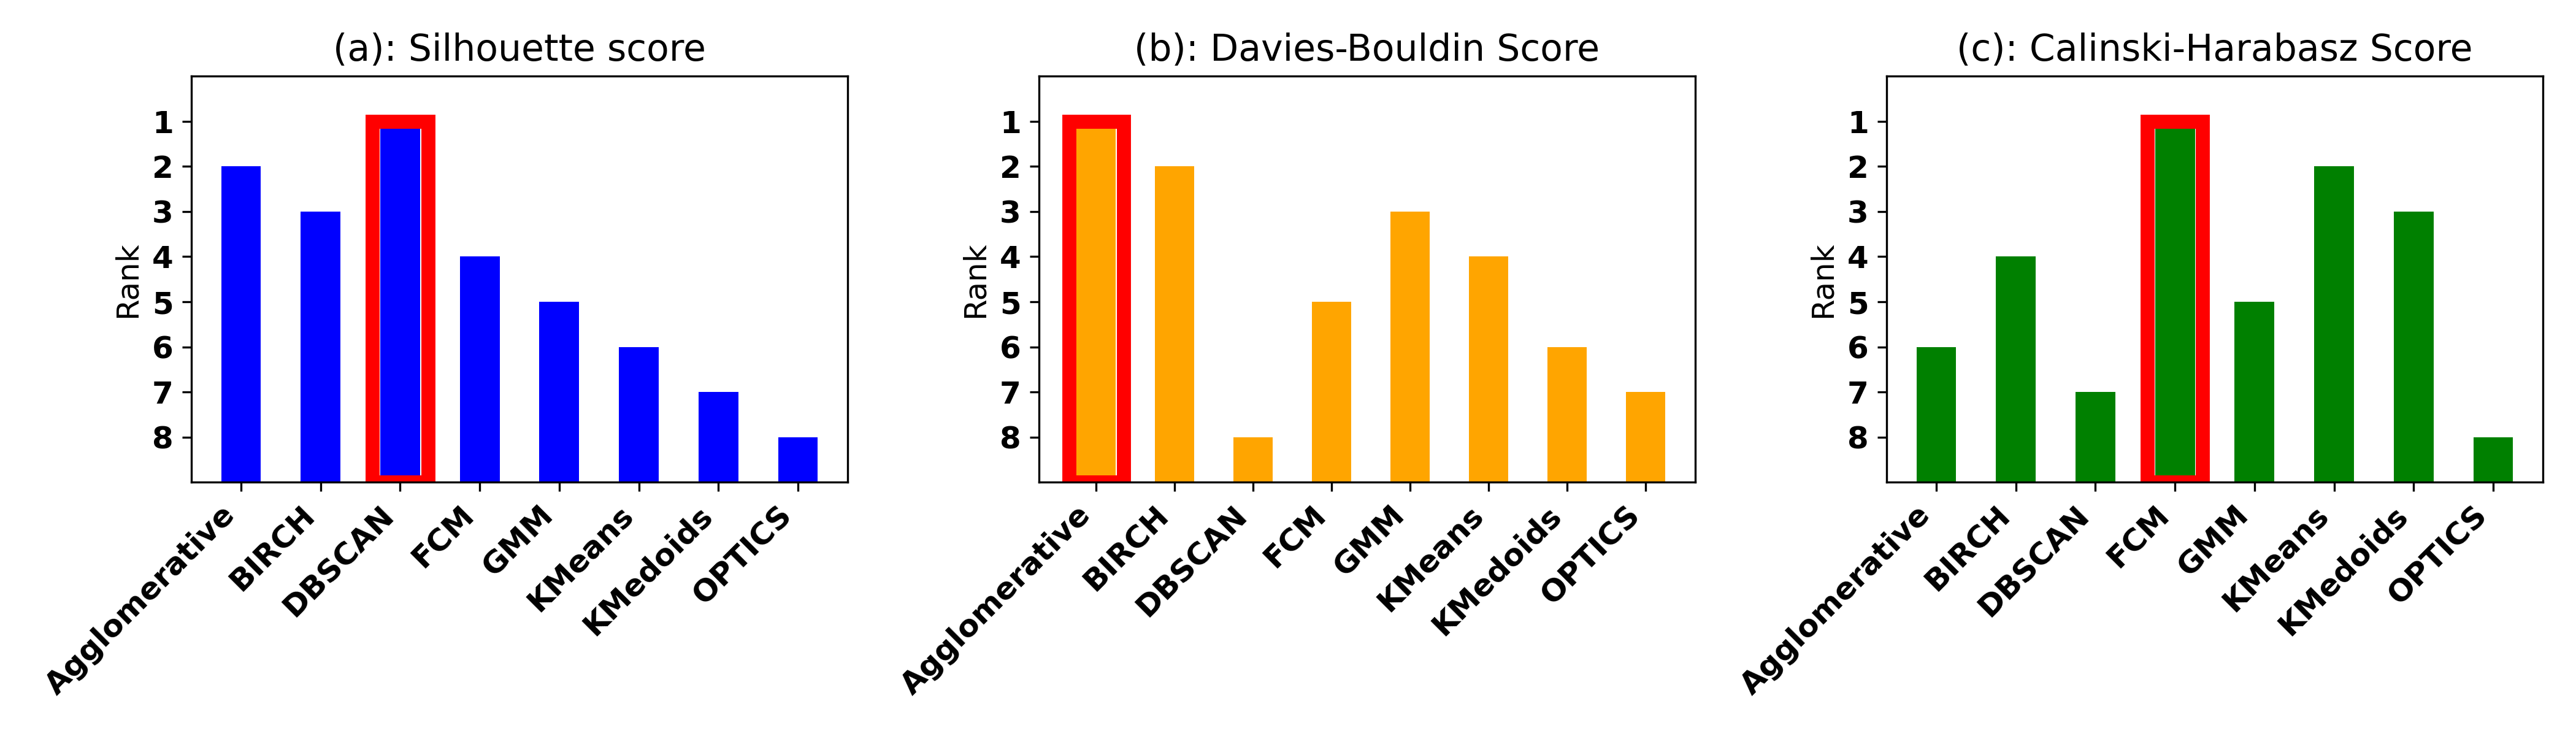 (a): Silhouette score
Rank
1
2
3
4
5
6
7
8
Agglomerative
BIRCH
DBSCAN
FCM
GMM
KMeans
KMedoids
OPTICS
(b): Davies-Bouldin Score
Rank
1
2
3
4
5
6
7
8
Agglomerative
BIRCH
DBSCAN
FCM
GMM
KMeans
KMedoids
OPTICS
(c): Calinski-Harabasz Score
Rank
1
2
3
4
5
6
7
8
Agglomerative
BIRCH
DBSCAN
FCM
GMM
KMeans
KMedoids
OPTICS